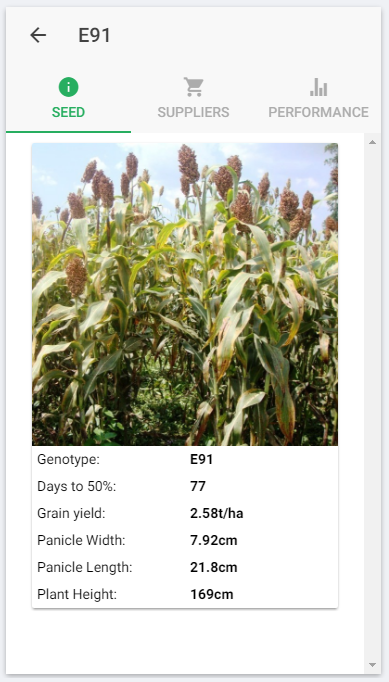 E91
SEED
SUPPLIERS
PERFORMANCE
Genotype: E91
Days to 50%: 77
Grain yield: 2.58t/ha
Panicle Width: 7.92cm
Panicle Length: 21.8cm
Plant Height: 169cm